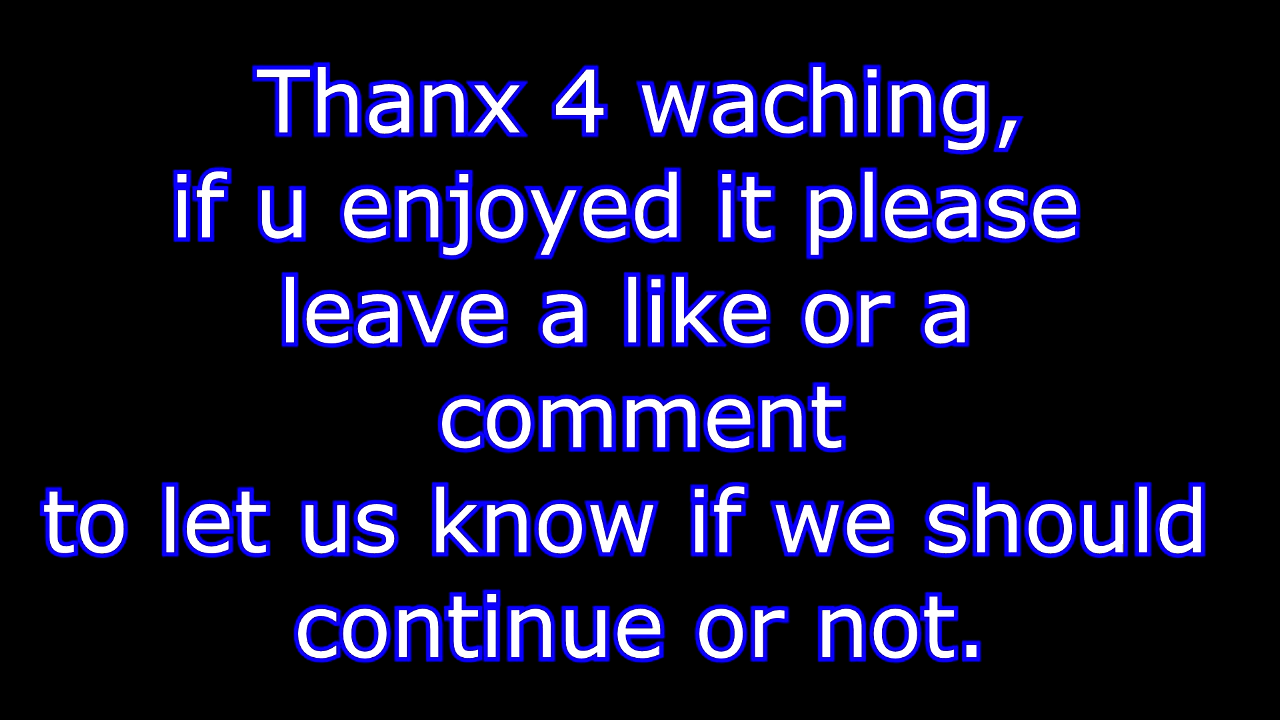 Thanx 4 waching,
if u enjoyed it please
leave a like or a
comment
to let us know if we should
continue or not.